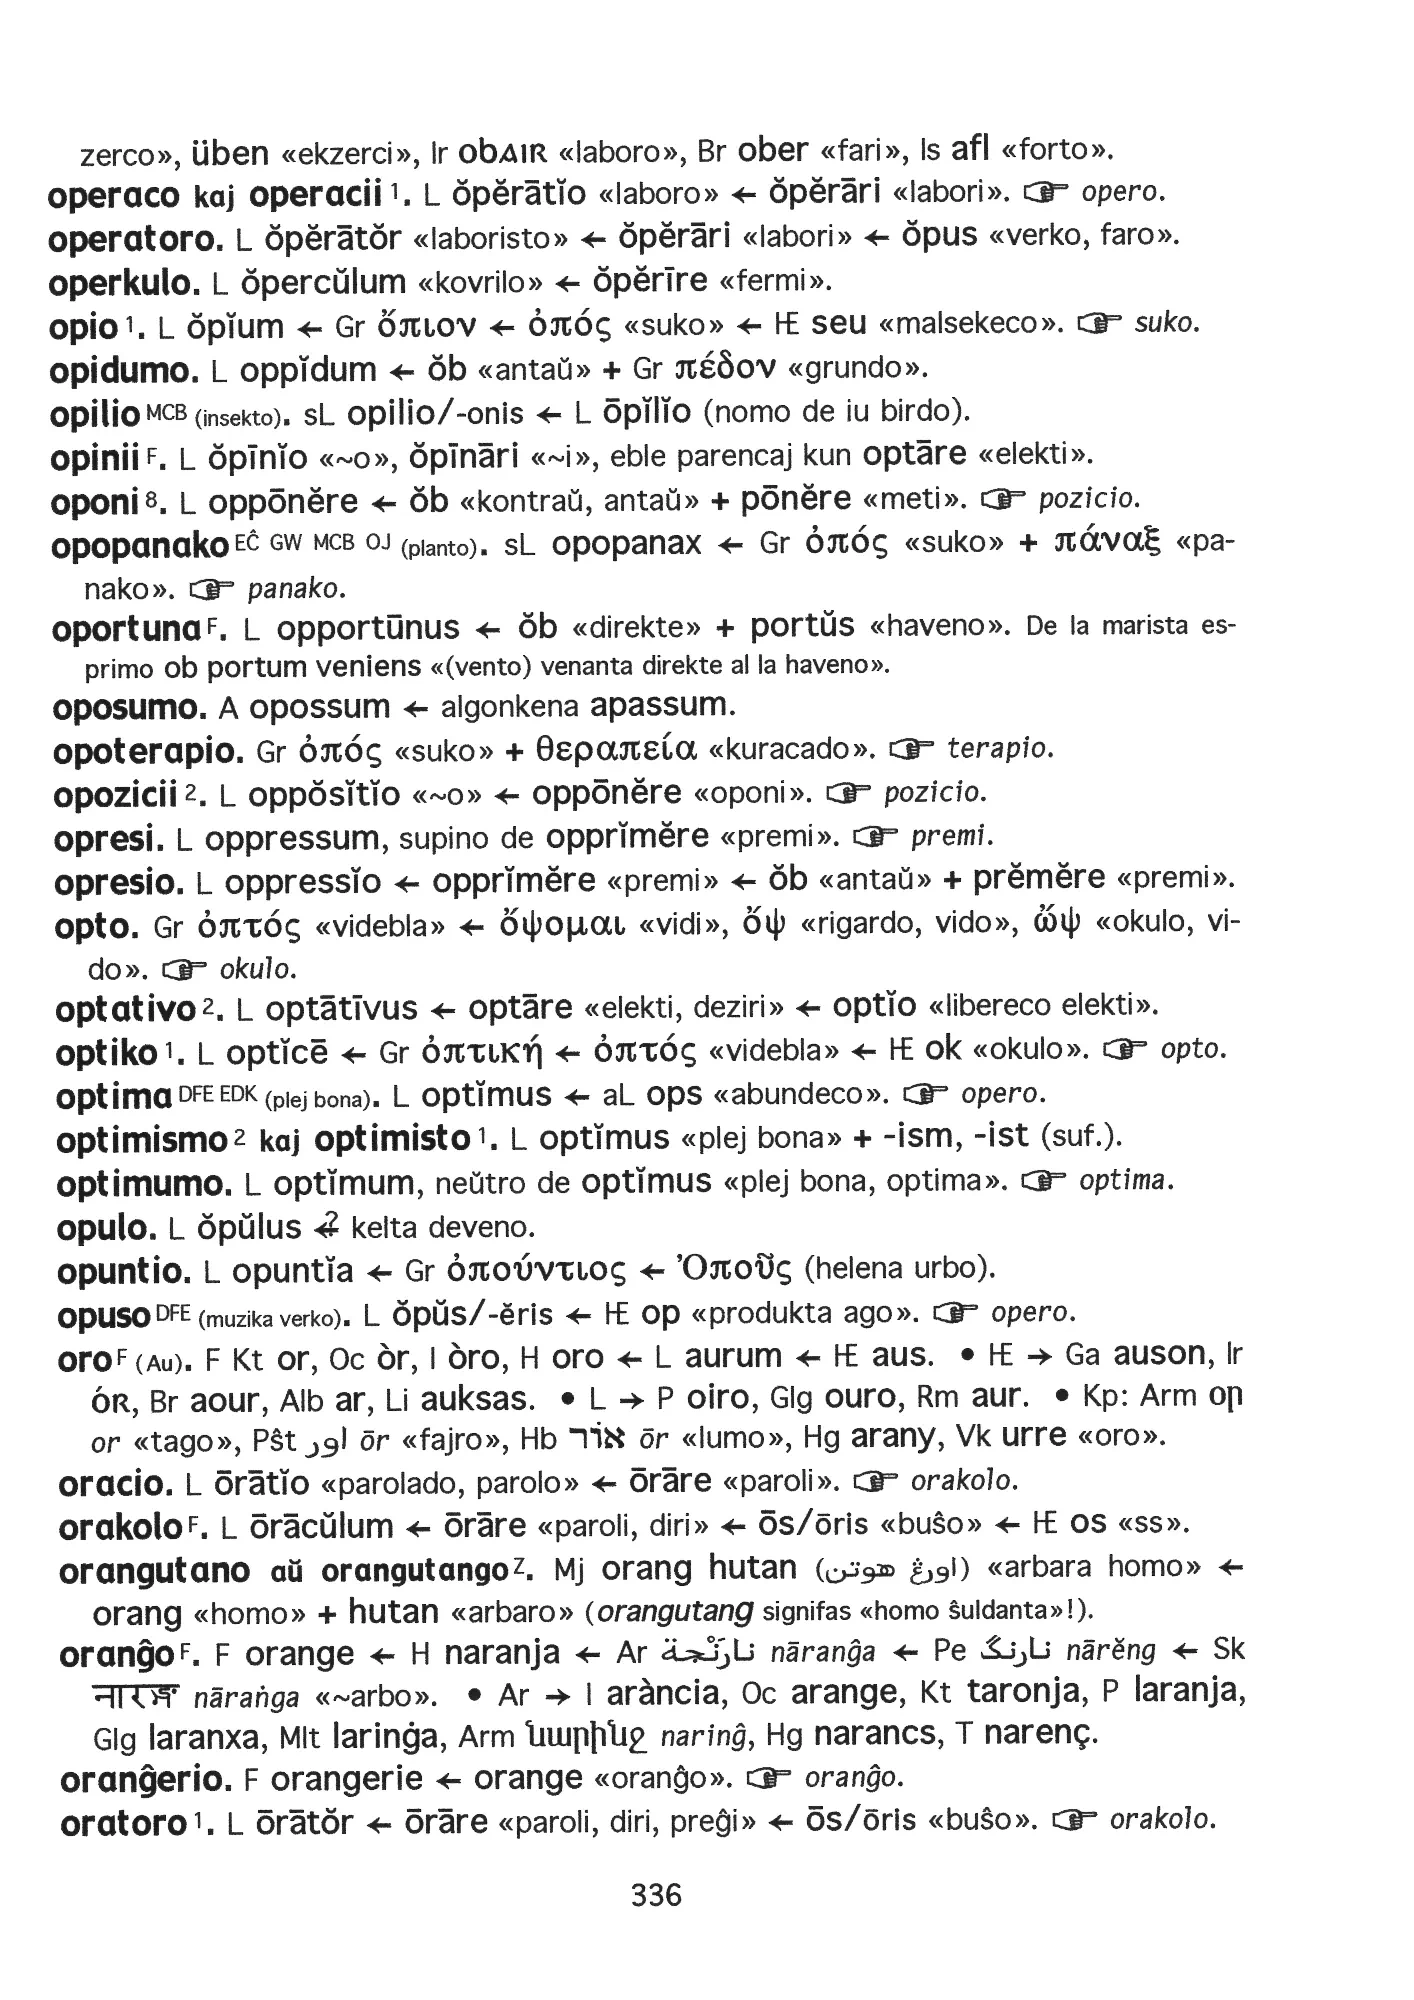 zerco», üben «ekzerci», Ir obAIR «laboro», Br ober «fari», Is afl «forto».
operaco kaj operacii 1. L ŏpĕrātĭo «laboro» ← ŏpĕrāri «labori». ☞ opero.
operatoro. L ŏpĕrātŏr «laboristo» ← ŏpĕrāri «labori» ← ŏpus «verko, faro».
operkulo. L ŏpercŭlum «kovrilo» ← ŏpĕrīre «fermi».
opio 1. L ŏpĭum ← Gr ὄπιον ← ὀπός «suko» ← HE seu «malsekeco». ☞ suko.
opidumo. L oppĭdum ← ŏb «antaŭ» + Gr πέδον «grundo».
opilio MCB (insekto). sL opilio/-onis ← L ōpĭlĭo (nomo de iu birdo).
opinii F. L ŏpīnĭo «~o», ŏpīnāri «~i», eble parencaj kun optāre «elekti».
oponi 8. L oppōnĕre ← ŏb «kontraŭ, antaŭ» + pōnĕre «meti». ☞ pozicio.
opopanako EĈ GW MCB OJ (planto). sL opopanax ← Gr ὀπός «suko» + πάναξ «pa-
nako». ☞ panako.
oportuna F. L opportūnus ← ŏb «direkte» + portŭs «haveno». De la marista es-
primo ob portum veniens «(vento) venanta direkte al la haveno».
oposumo. A opossum ← algonkena apassum.
opoterapio. Gr ὀπός «suko» + θεραπεία «kuracado». ☞ terapio.
opozicii 2. L oppŏsĭtĭo «~o» ← oppōnĕre «oponi». ☞ pozicio.
opresi. L oppressum, supino de opprĭmĕre «premi». ☞ premi.
opresio. L oppressĭo ← opprĭmĕre «premi» ← ŏb «antaŭ» + prĕmĕre «premi».
opto. Gr ὀπτός «videbla» ← ὄψομαι «vidi», ὄψ «rigardo, vido», ὤψ «okulo, vi-
do». ☞ okulo.
optativo 2. L optātīvus ← optāre «elekti, deziri» ← optĭo «libereco elekti».
optiko 1. L optĭcē ← Gr ὀπτική ← ὀπτός «videbla» ← HE ok «okulo». ☞ opto.
optima DFE EDK (plej bona). L optĭmus ← aL ops «abundeco». ☞ opero.
optimismo 2 kaj optimisto 1. L optĭmus «plej bona» + -ism, -ist (suf.).
optimumo. L optĭmum, neŭtro de optĭmus «plej bona, optima». ☞ optima.
opulo. L ŏpŭlus ←? kelta deveno.
opuntio. L opuntĭa ← Gr ὀπούντιος ← Ὀποῦς (helena urbo).
opuso DFE (muzika verko). L ŏpŭs/-ĕris ← HE op «produkta ago». ☞ opero.
oro F (Au). F Kt or, Oc òr, I òro, H oro ← L aurum ← HE aus. • HE → Ga auson, Ir
óR, Br aour, Alb ar, Li auksas. • L → P oiro, Glg ouro, Rm aur. • Kp: Arm օր
or «tago», Pŝt اور ōr «fajro», Hb אוֹר ōr «lumo», Hg arany, Vk urre «oro».
oracio. L ōrātĭo «parolado, parolo» ← ōrāre «paroli». ☞ orakolo.
orakolo F. L ōrācŭlum ← ōrāre «paroli, diri» ← ōs/ōris «buŝo» ← HE os «ss».
orangutano aŭ orangutango Z. Mj orang hutan (اورڠ هوتن) «arbara homo» ←
orang «homo» + hutan «arbaro» (orangutang signifas «homo ŝuldanta»!).
oranĝo F. F orange ← H naranja ← Ar نارَنْجة nāranĝa ← Pe نارنگ nārĕng ← Sk
नारङ्ग nāraṅga «~arbo». • Ar → I arància, Oc arange, Kt taronja, P laranja,
Glg laranxa, Mlt larinġa, Arm նարինջ narinĝ, Hg narancs, T narenç.
oranĝerio. F orangerie ← orange «oranĝo». ☞ oranĝo.
oratoro 1. L ōrātŏr ← ōrāre «paroli, diri, preĝi» ← ōs/ōris «buŝo». ☞ orakolo.
336